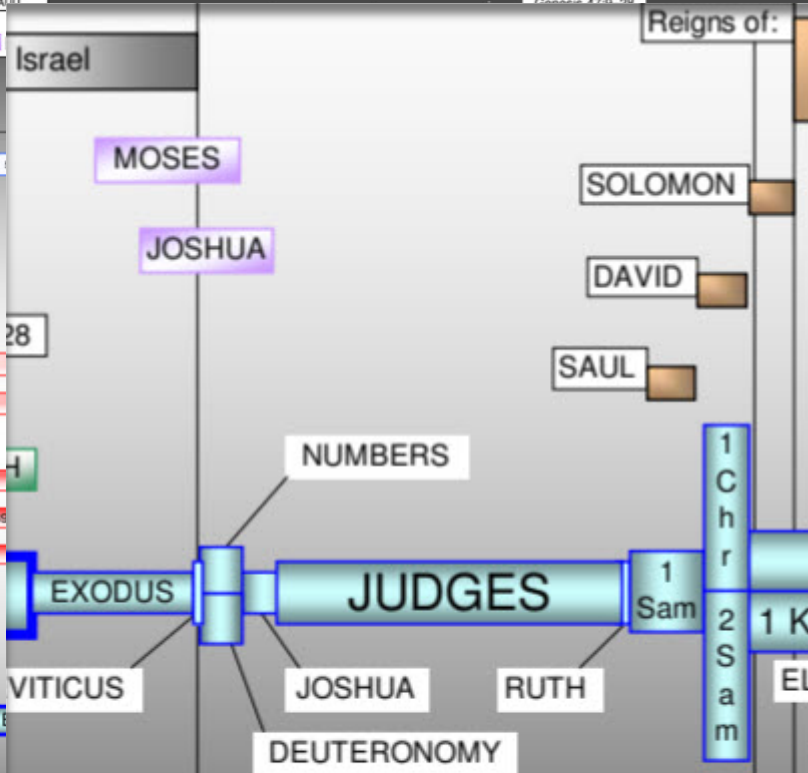 Reigns of:
Israel
MOSES
SOLOMON
JOSHUA
DAVID
28
SAUL
NUMBERS
H
1
C
h
r
EXODUS
JUDGES
1
Sam
2
S
a
m
1 K
VITICUS
JOSHUA
RUTH
EL
DEUTERONOMY